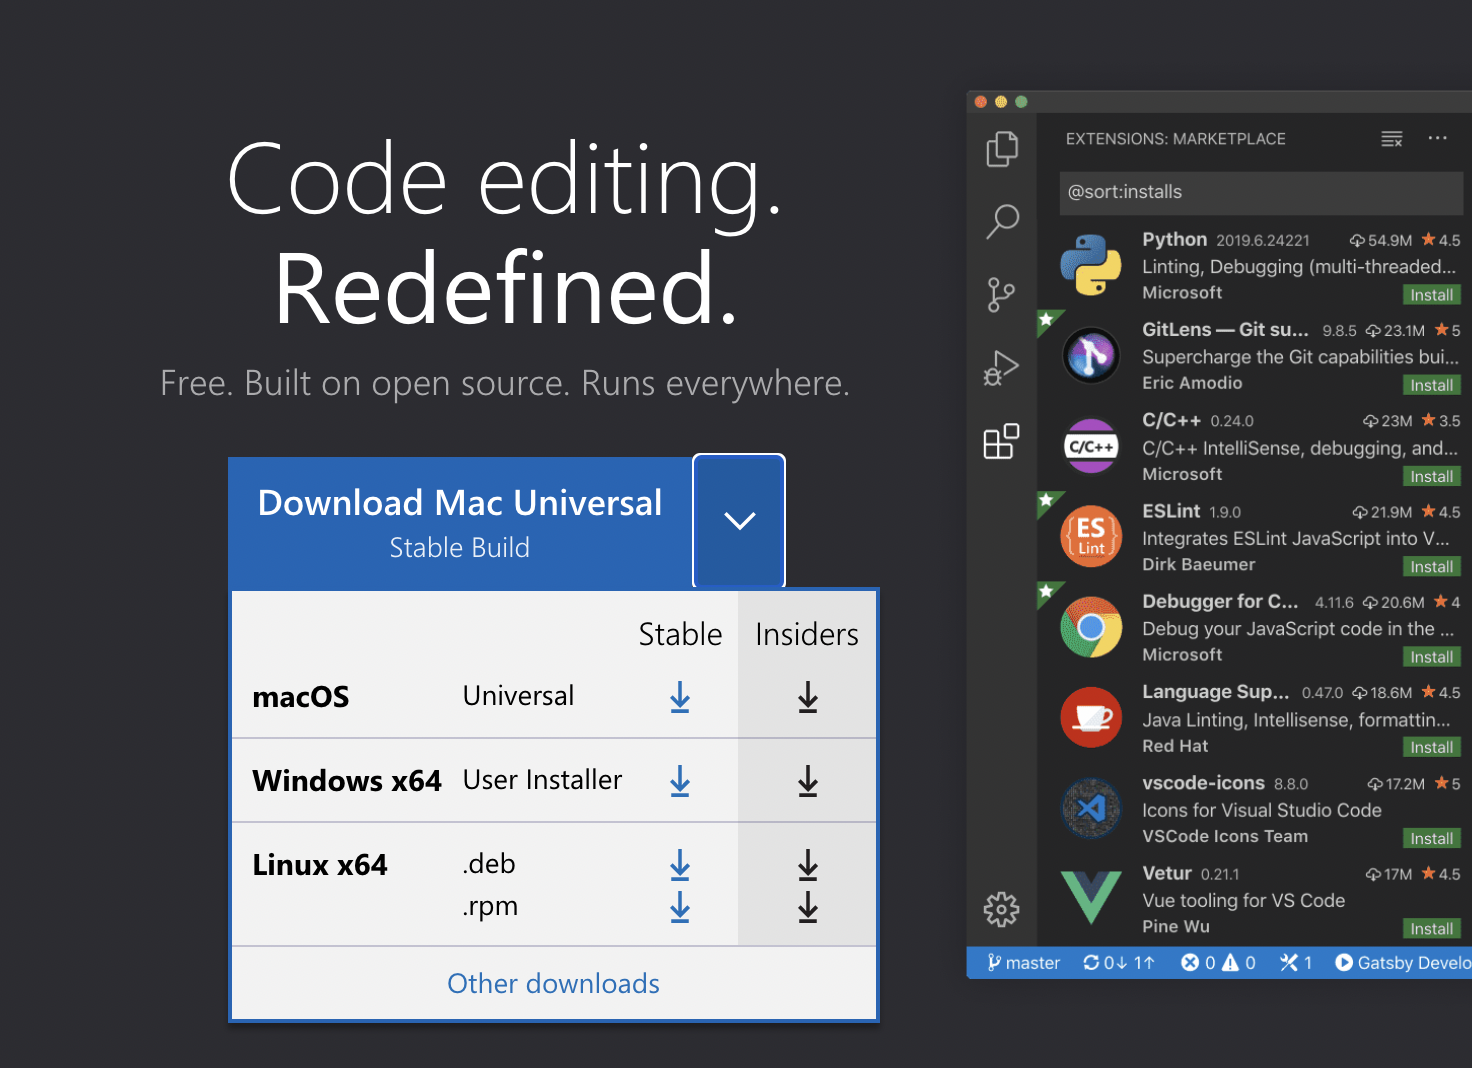 Code editing.
Redefined.
Free. Built on open source. Runs everywhere.
Download Mac Universal
Stable Build
Stable Insiders
macOS Universal
Windows x64 User Installer
Linux x64 .deb
.rpm
Other downloads
EXTENSIONS: MARKETPLACE
@sort:installs
Python 2019.6.24221 54.9M 4.5
Linting, Debugging (multi-threaded...
Microsoft Install
GitLens — Git su... 9.8.5 23.1M 5
Supercharge the Git capabilities bui...
Eric Amodio Install
C/C++
C/C++ 0.24.0 23M 3.5
C/C++ IntelliSense, debugging, and...
Microsoft Install
ES
Lint
ESLint 1.9.0 21.9M 4.5
Integrates ESLint JavaScript into V...
Dirk Baeumer Install
Debugger for C... 4.11.6 20.6M 4
Debug your JavaScript code in the ...
Microsoft Install
Language Sup... 0.47.0 18.6M 4.5
Java Linting, Intellisense, formattin...
Red Hat Install
vscode-icons 8.8.0 17.2M 5
Icons for Visual Studio Code
VSCode Icons Team Install
Vetur 0.21.1 17M 4.5
Vue tooling for VS Code
Pine Wu Install
master 0↓ 1↑ 0 0 1 Gatsby Develo